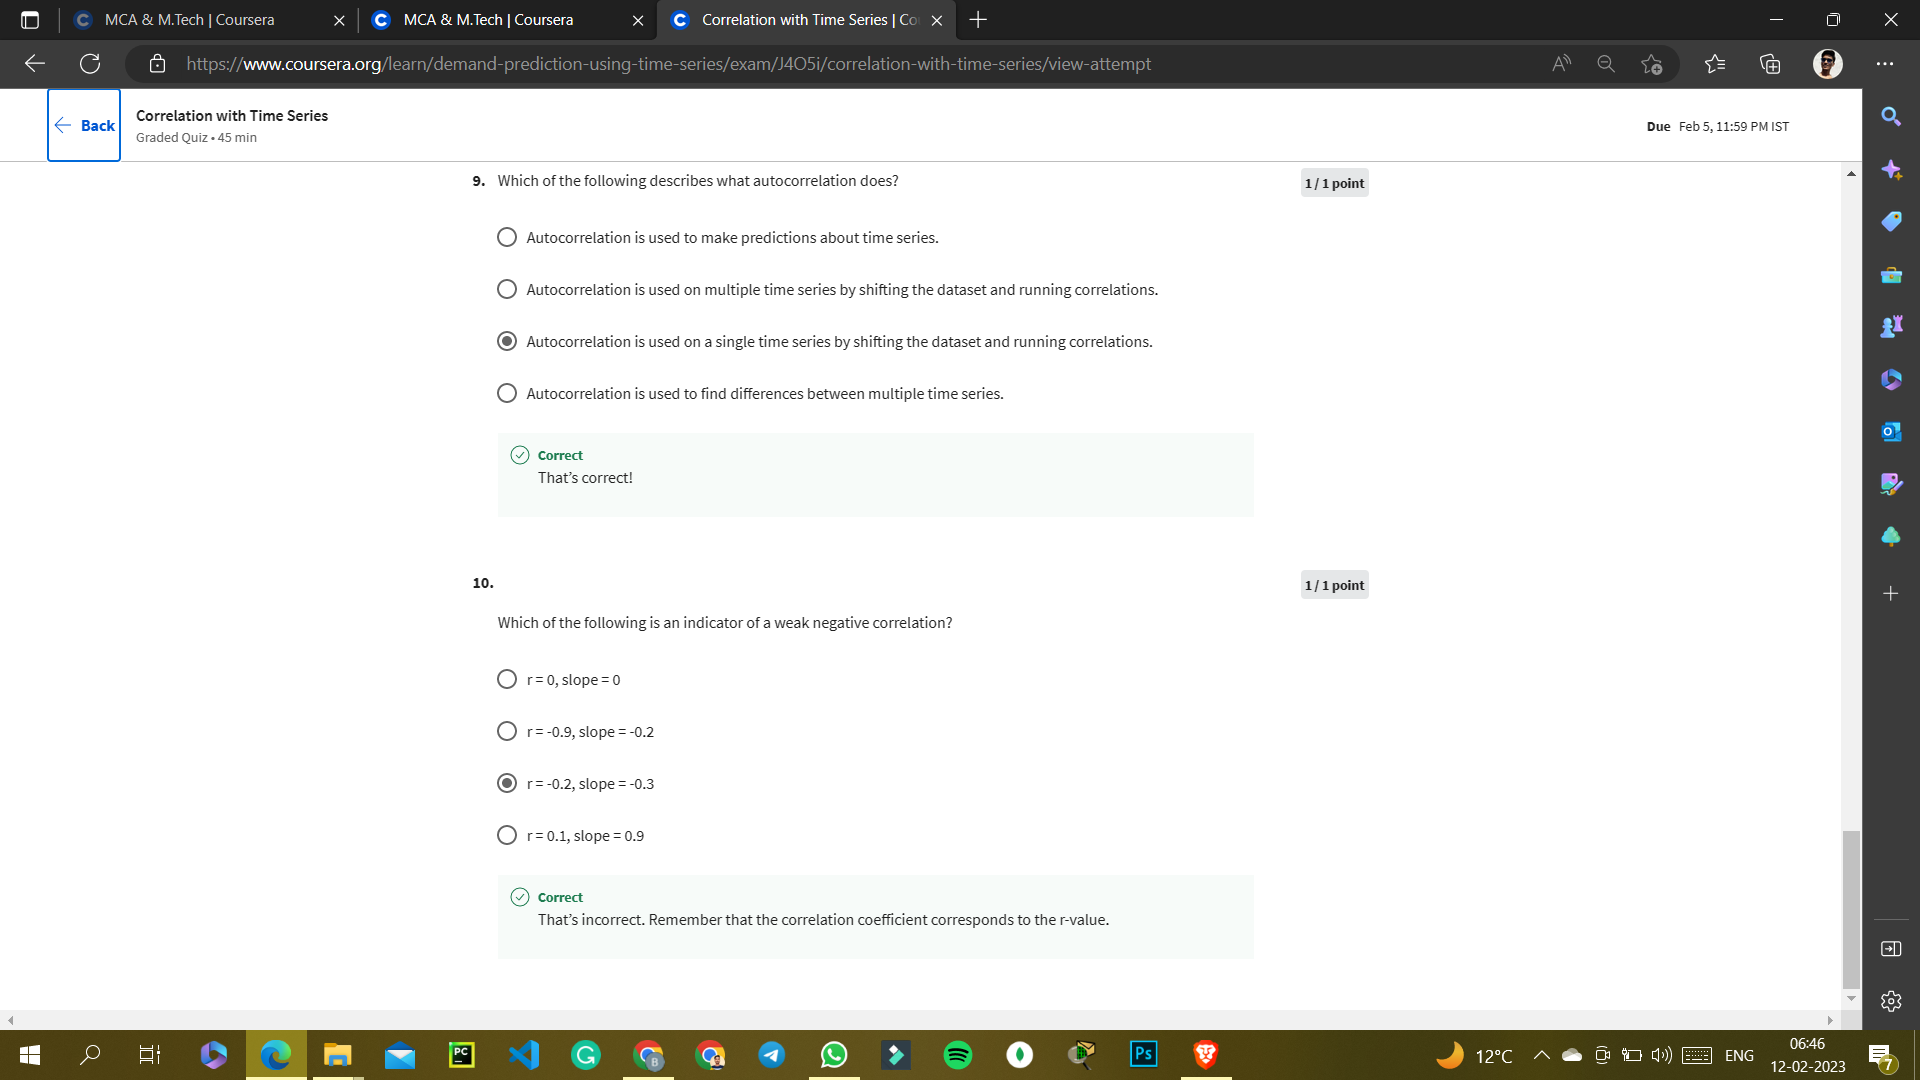 MCA & M.Tech | Coursera
MCA & M.Tech | Coursera
Correlation with Time Series | Co
https://www.coursera.org/learn/demand-prediction-using-time-series/exam/J4O5i/correlation-with-time-series/view-attempt
Back
Correlation with Time Series
Graded Quiz • 45 min
Due Feb 5, 11:59 PM IST
9. Which of the following describes what autocorrelation does?
1 / 1 point
Autocorrelation is used to make predictions about time series.
Autocorrelation is used on multiple time series by shifting the dataset and running correlations.
Autocorrelation is used on a single time series by shifting the dataset and running correlations.
Autocorrelation is used to find differences between multiple time series.
Correct
That’s correct!
10.
1 / 1 point
Which of the following is an indicator of a weak negative correlation?
r = 0, slope = 0
r = -0.9, slope = -0.2
r = -0.2, slope = -0.3
r = 0.1, slope = 0.9
Correct
That’s incorrect. Remember that the correlation coefficient corresponds to the r-value.
PC
B
Ps
12°C
ENG
06:46
12-02-2023
7